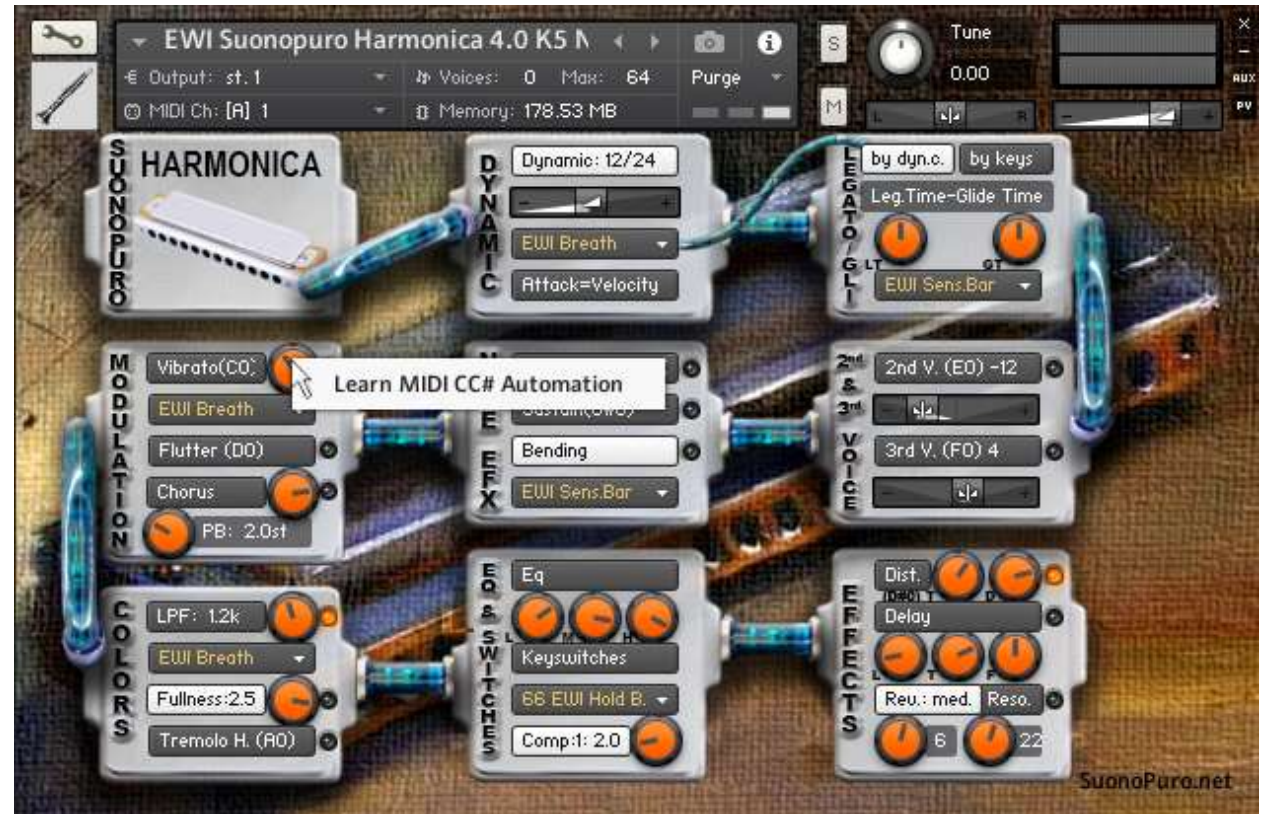 EWI Suonopuro Harmonica 4.0 K5 N
Output: st.1
Voices: 0 Max: 64
Purge
MIDI Ch: [A] 1
Memory: 178.53 MB
S
M
Tune
0.00
L R
- +
×
-
AUX
PV
SUONOPURO
HARMONICA
DYNAMIC
Dynamic: 12/24
- +
EWI Breath
Attack=Velocity
LEGATO/GLI
by dyn.c. by keys
Leg.Time-Glide Time
LT GT
EWI Sens.Bar
MODULATION
Vibrato(C0)
EWI Breath
Flutter (D0)
Chorus
PB: 2.0st
Learn MIDI CC# Automation
EFX
Bending
EWI Sens.Bar
2nd & 3rd VOICE
2nd V. (E0) -12
- +
3rd V. (F0) 4
- +
COLORS
LPF: 1.2k
EWI Breath
Fullness:2.5
Tremolo H. (A0)
EQ & SWITCHES
Eq
Keyswitches
66 EWI Hold B.
Comp:1: 2.0
EFFECTS
Dist.
(D#0) T D
Delay
L T F
Rev.: med. Reso.
6 22
SuonoPuro.net